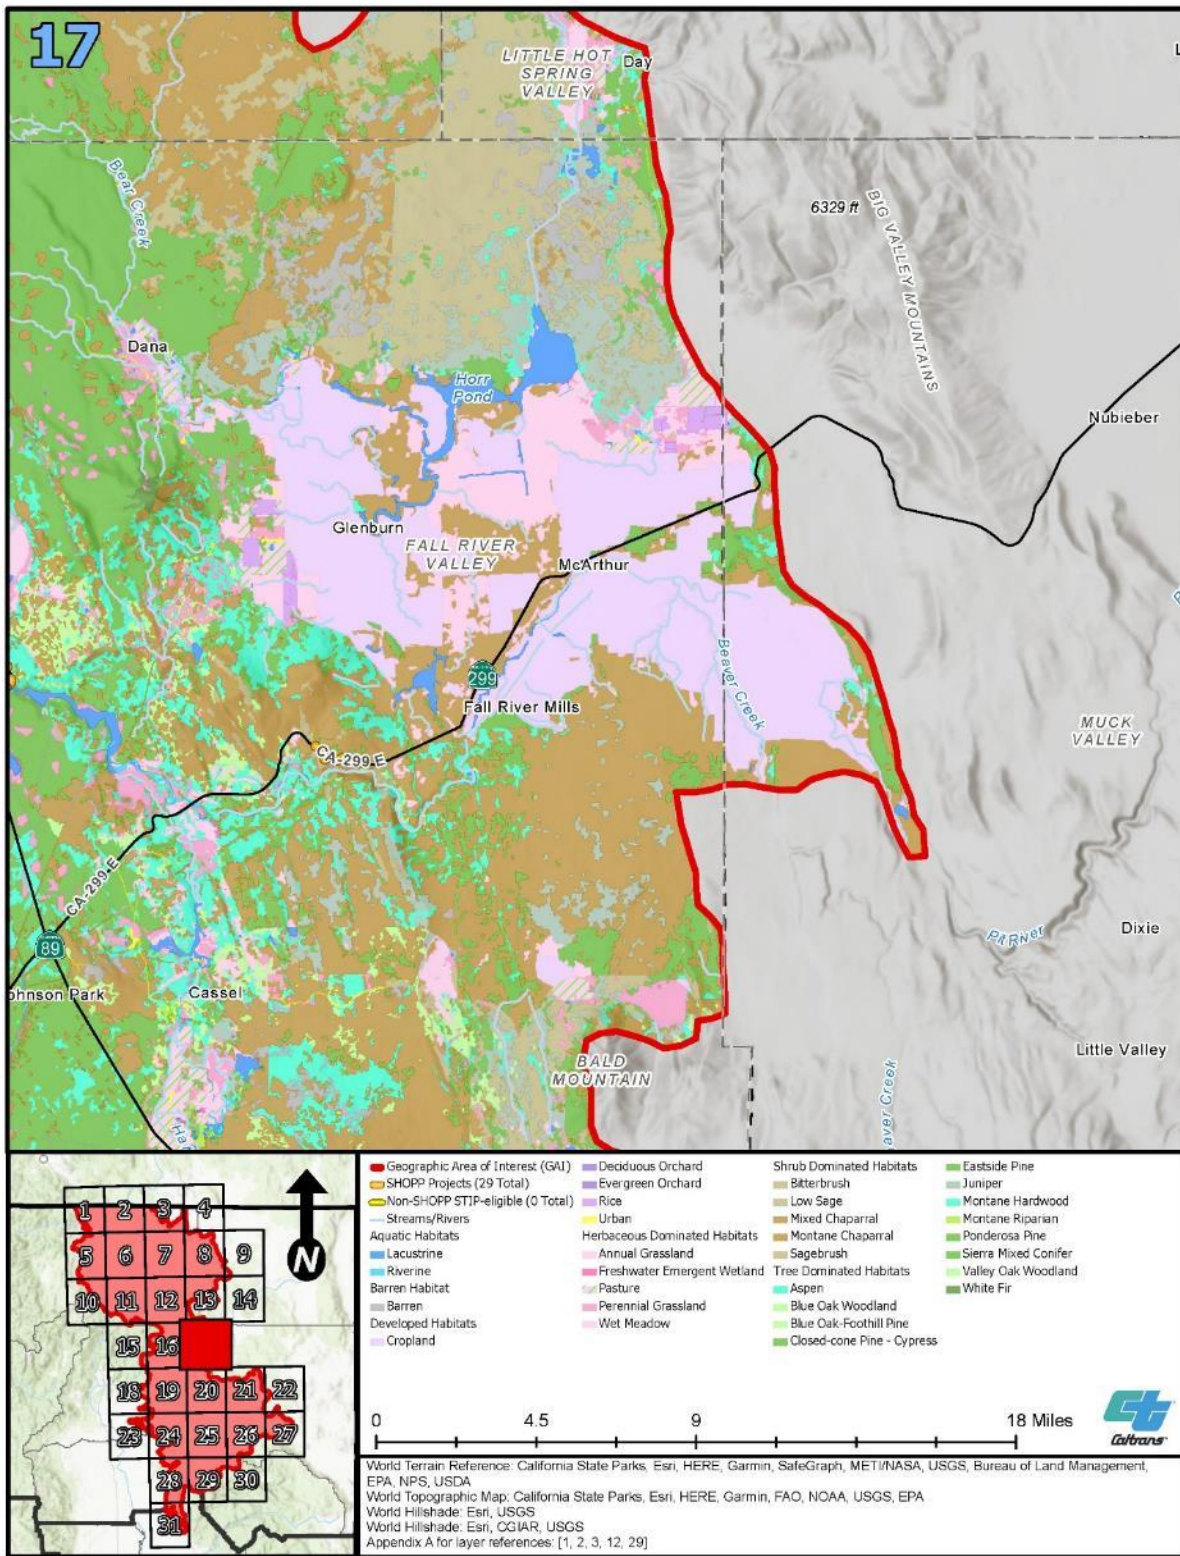 17
LITTLE HOT
SPRING
VALLEY
Day
L
Bear Creek
6329 ft
BIG VALLEY MOUNTAINS
Dana
Horr
Pond
Nubieber
Glenburn
FALL RIVER
VALLEY
McArthur
299
Fall River Mills
Beaver Creek
MUCK
VALLEY
CA-299 E
CA-299 E
89
Pit River
Dixie
ohnson Park
Cassel
BALD
MOUNTAIN
Little Valley
eaver Creek
Hat
1 2 3 4
5 6 7 8 9
10 11 12 13 14
15 16
18 19 20 21 22
23 24 25 26 27
28 29 30
31
N
Geographic Area of Interest (GAI)
SHOPP Projects (29 Total)
Non-SHOPP STIP-eligible (0 Total)
Streams/Rivers
Aquatic Habitats
Lacustrine
Riverine
Barren Habitat
Barren
Developed Habitats
Cropland
Deciduous Orchard
Evergreen Orchard
Rice
Urban
Herbaceous Dominated Habitats
Annual Grassland
Freshwater Emergent Wetland
Pasture
Perennial Grassland
Wet Meadow
Shrub Dominated Habitats
Bitterbrush
Low Sage
Mixed Chaparral
Montane Chaparral
Sagebrush
Tree Dominated Habitats
Aspen
Blue Oak Woodland
Blue Oak-Foothill Pine
Closed-cone Pine - Cypress
Eastside Pine
Juniper
Montane Hardwood
Montane Riparian
Ponderosa Pine
Sierra Mixed Conifer
Valley Oak Woodland
White Fir
0 4.5 9 18 Miles
Caltrans
World Terrain Reference: California State Parks, Esri, HERE, Garmin, SafeGraph, METI/NASA, USGS, Bureau of Land Management,
EPA, NPS, USDA
World Topographic Map: California State Parks, Esri, HERE, Garmin, FAO, NOAA, USGS, EPA
World Hillshade: Esri, USGS
World Hillshade: Esri, CGIAR, USGS
Appendix A for layer references: [1, 2, 3, 12, 29]